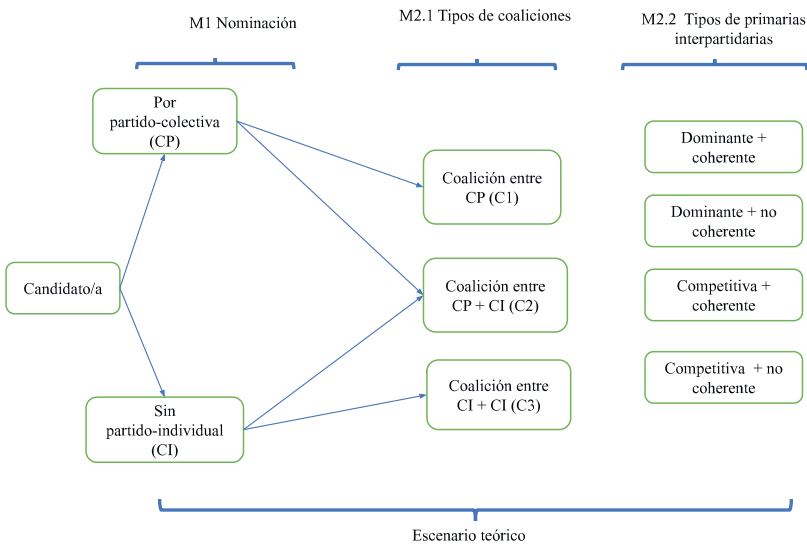 M1 Nominación
M2.1 Tipos de coaliciones
M2.2 Tipos de primarias
interpartidarias
Por
partido-colectiva
(CP)
Candidato/a
Sin
partido-individual
(CI)
Coalición entre
CP (C1)
Coalición entre
CP + CI (C2)
Coalición entre
CI + CI (C3)
Dominante +
coherente
Dominante + no
coherente
Competitiva +
coherente
Competitiva + no
coherente
Escenario teórico